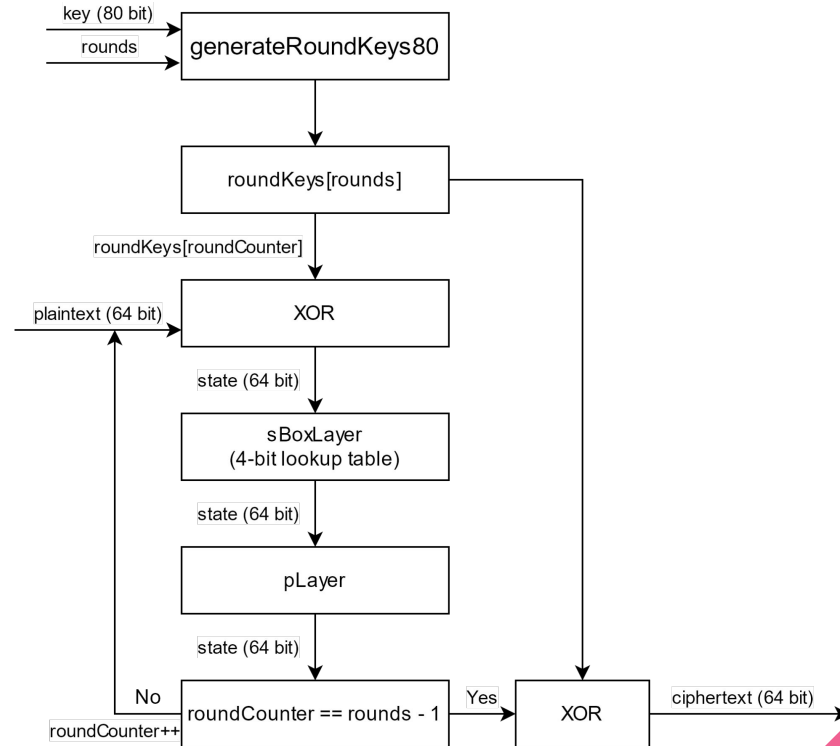 key (80 bit)
rounds
generateRoundKeys80
roundKeys[rounds]
roundKeys[roundCounter]
plaintext (64 bit)
XOR
state (64 bit)
sBoxLayer
(4-bit lookup table)
state (64 bit)
pLayer
state (64 bit)
No
roundCounter++
roundCounter == rounds - 1
Yes
XOR
ciphertext (64 bit)